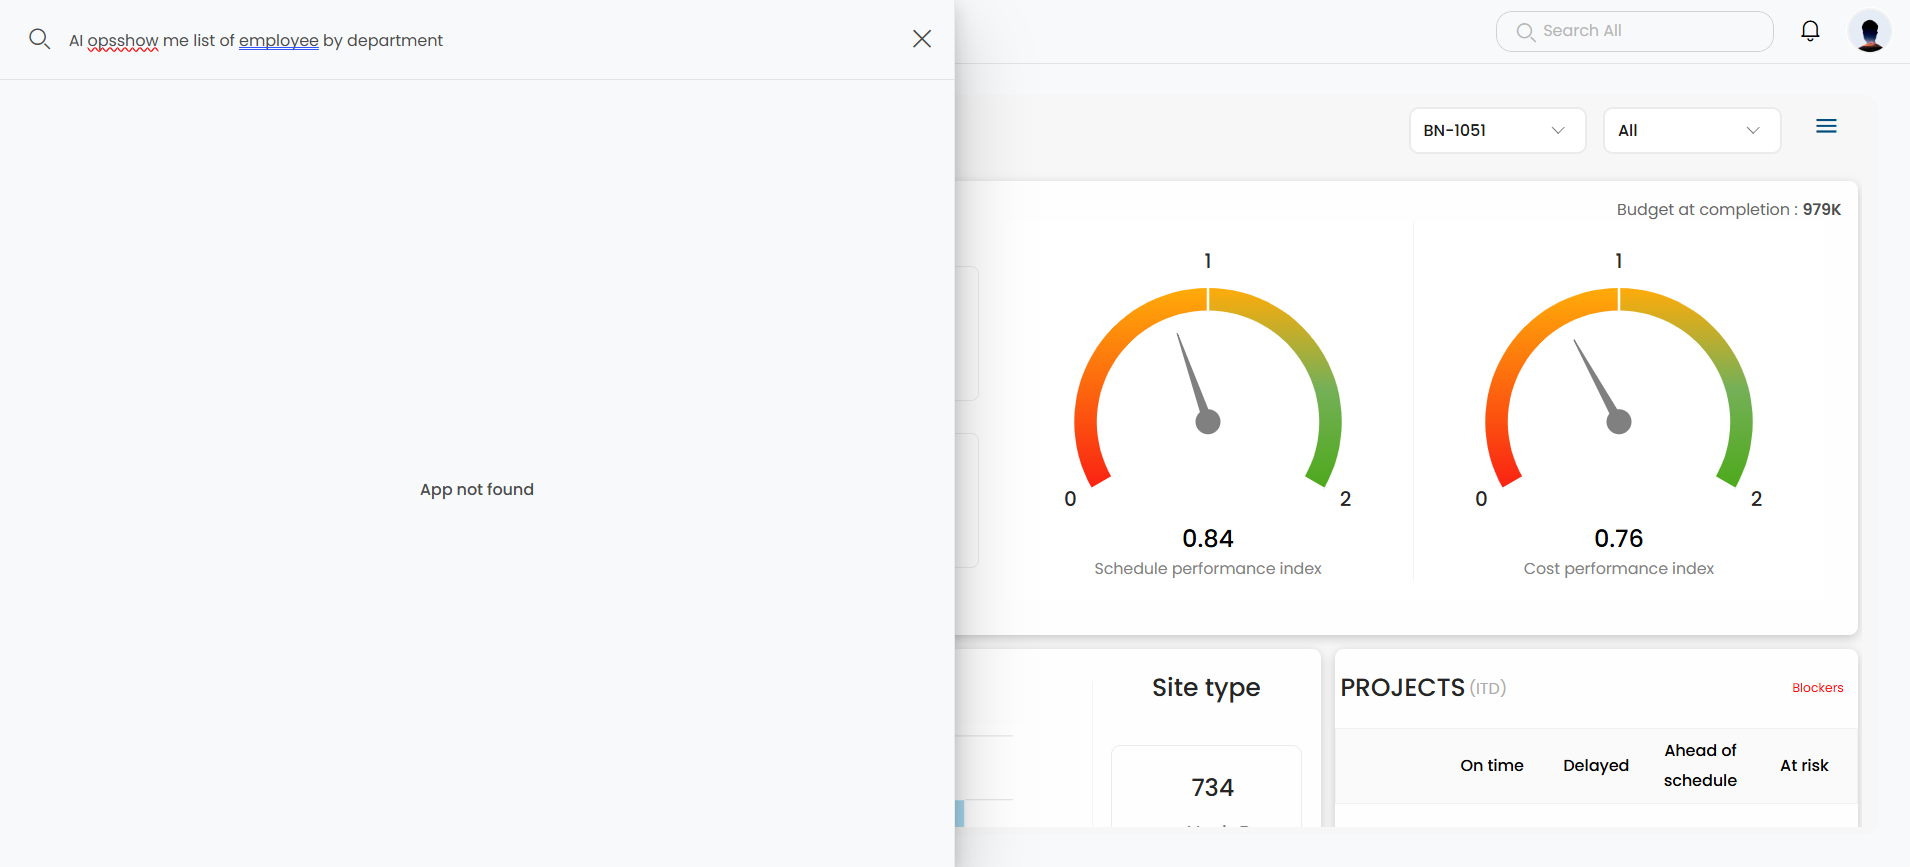 AI opsshow me list of employee by department
Search All
BN-1051
All
Budget at completion : 979K
1
0
2
0.84
Schedule performance index
1
0
2
0.76
Cost performance index
App not found
Site type
734
PROJECTS (ITD)
Blockers
On time
Delayed
Ahead of
schedule
At risk